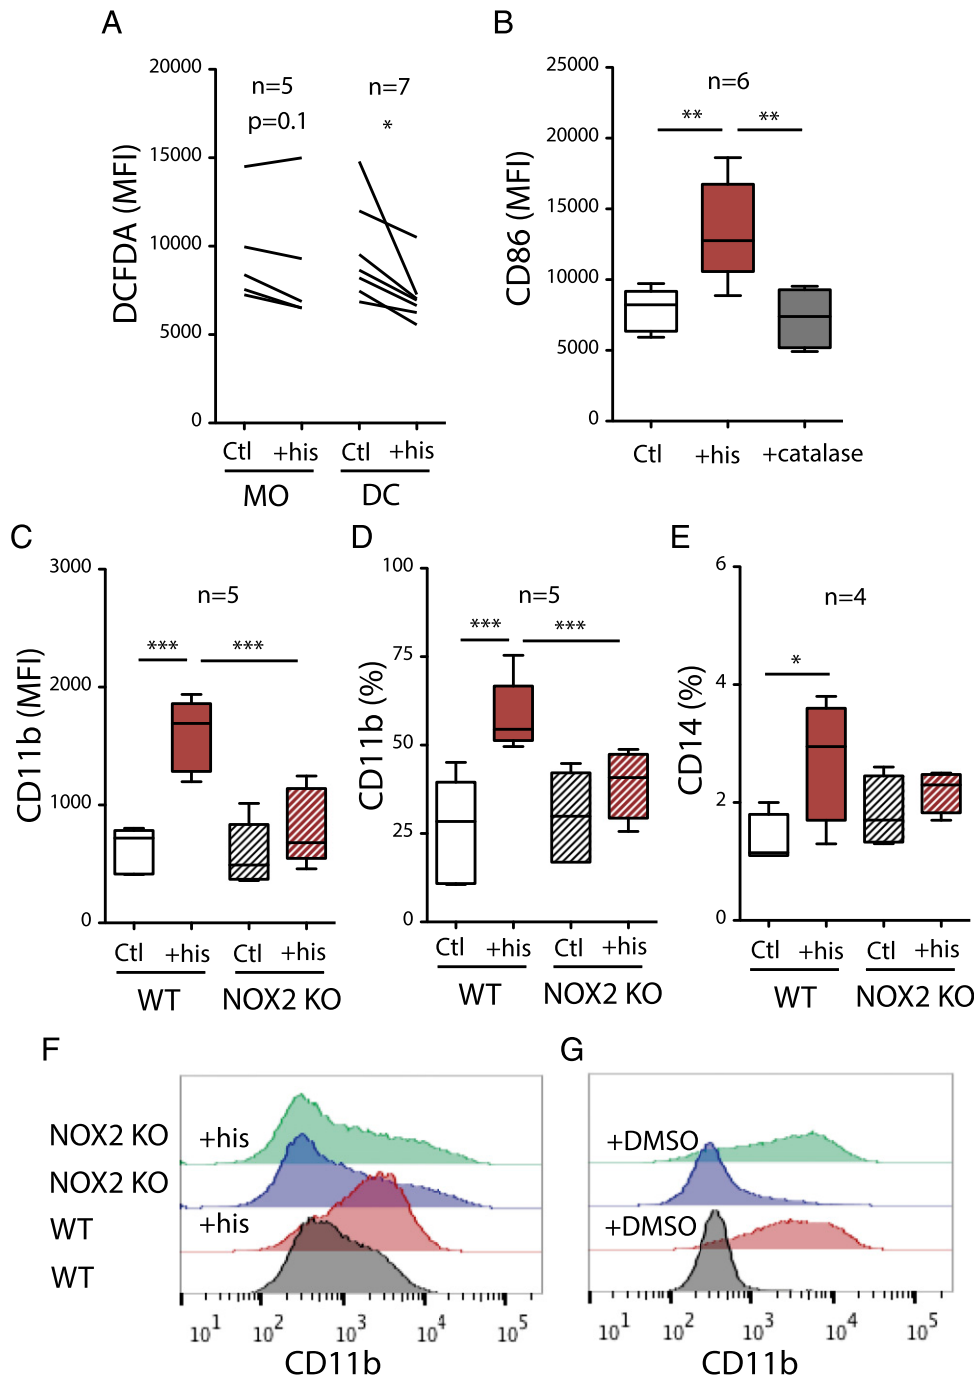 A
20000
15000
10000
5000
0
DCFDA (MFI)
n=5
n=7
p=0.1
*
Ctl
+his
Ctl
+his
MO
DC
B
25000
20000
15000
10000
5000
0
CD86 (MFI)
n=6
**
**
Ctl
+his
+catalase
C
3000
2000
1000
0
CD11b (MFI)
n=5
***
***
Ctl
+his
Ctl
+his
WT
NOX2 KO
D
100
75
50
25
0
CD11b (%)
n=5
***
***
Ctl
+his
Ctl
+his
WT
NOX2 KO
E
6
4
2
0
CD14 (%)
n=4
*
Ctl
+his
Ctl
+his
WT
NOX2 KO
F
NOX2 KO
+his
NOX2 KO
WT
+his
WT
10^1
10^2
10^3
10^4
10^5
CD11b
G
+DMSO
+DMSO
10^1
10^2
10^3
10^4
10^5
CD11b